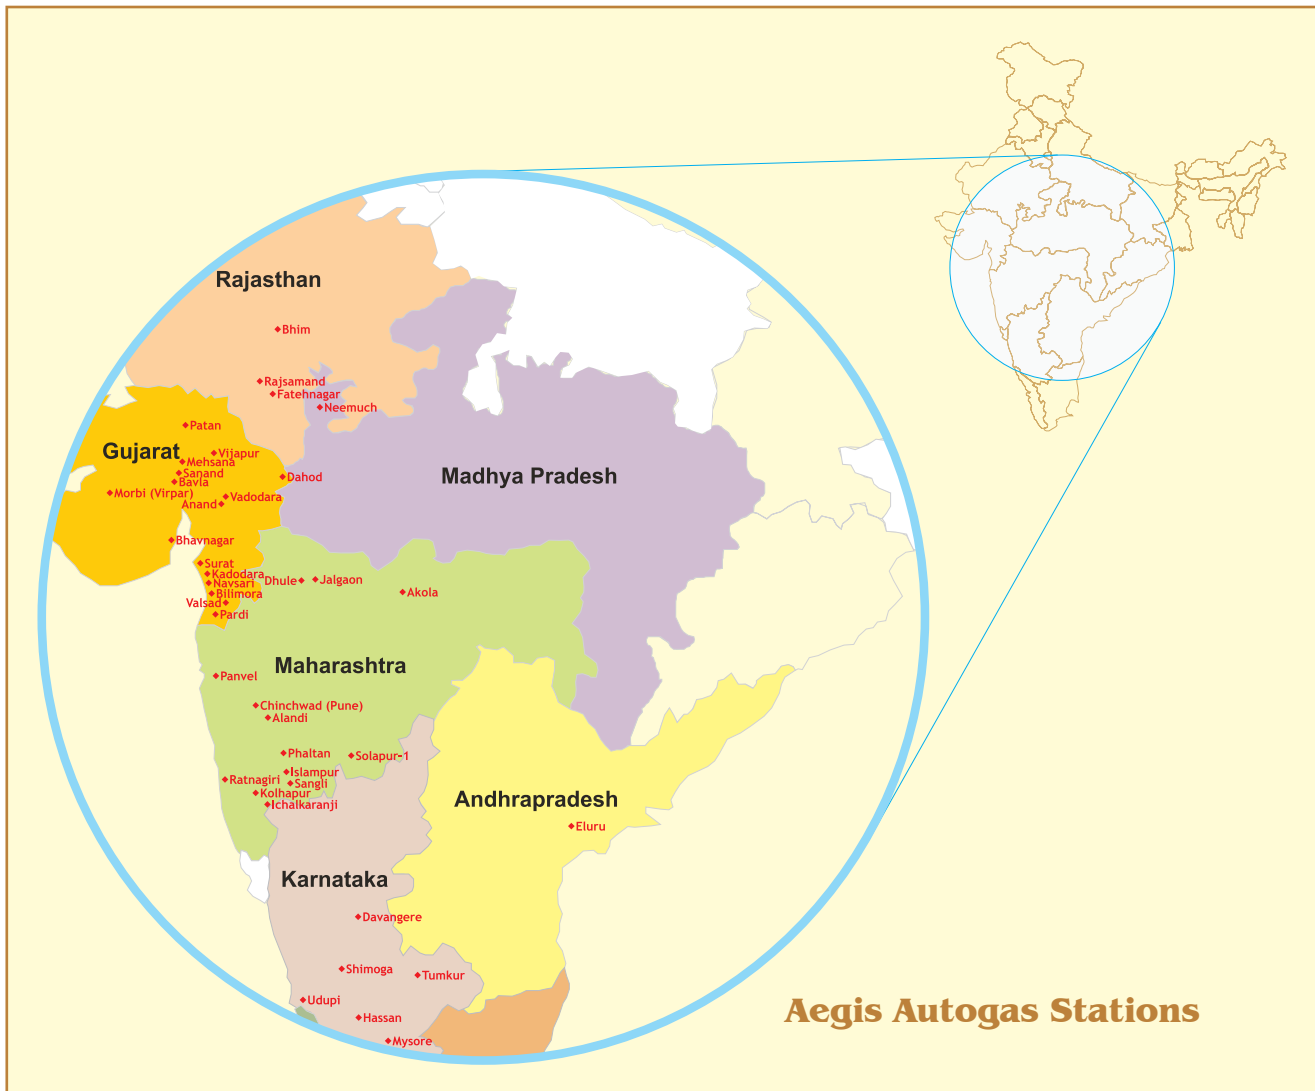 Rajasthan
Bhim
Rajsamand
Fatehnagar
Neemuch
Patan
Gujarat
Vijapur
Mehsana
Sanand
Dahod
Madhya Pradesh
Bavla
Morbi (Virpar)
Vadodara
Anand
Bhavnagar
Surat
Kadodara
Navsari
Dhule
Jalgaon
Bilimora
Akola
Valsad
Pardi
Maharashtra
Panvel
Chinchwad (Pune)
Alandi
Phaltan
Solapur-1
Islampur
Ratnagiri
Sangli
Kolhapur
Ichalkaranji
Andhrapradesh
Eluru
Karnataka
Davangere
Shimoga
Tumkur
Udupi
Hassan
Mysore
Aegis Autogas Stations